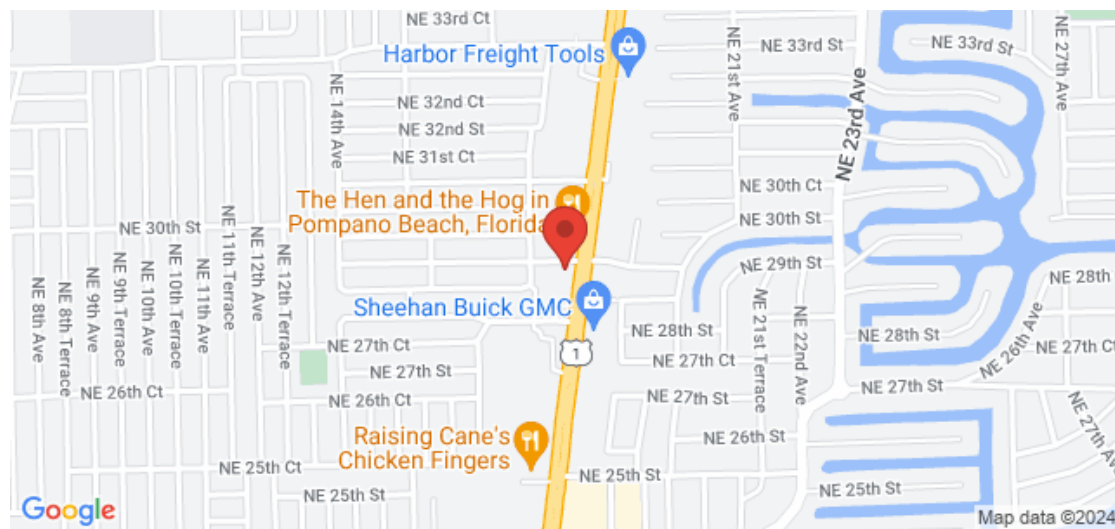 NE 33rd Ct
Harbor Freight Tools
NE 33rd St
NE 33rd St
NE 27th Ave
NE 21st Ave
NE 23rd Ave
NE 14th Ave
NE 32nd Ct
NE 32nd St
NE 31st Ct
The Hen and the Hog in
Pompano Beach, Florida
NE 30th Ct
NE 30th St
NE 30th St
NE 29th St
NE 28th
NE 8th Ave
NE 8th Terrace
NE 9th Ave
NE 9th Terrace
NE 10th Ave
NE 10th Terrace
NE 11th Ave
NE 11th Terrace
NE 12th Ave
NE 12th Terrace
Sheehan Buick GMC
NE 28th St
NE 21st Terrace
NE 22nd Ave
NE 28th St
NE 26th Ave
NE 27th Ct
1
NE 27th Ct
NE 27th Ct
NE 27th St
NE 26th Ct
NE 26th Ct
NE 27th St
NE 27th St
NE 27th Ave
Raising Cane's
Chicken Fingers
NE 26th St
NE 25th Ct
NE 25th St
NE 25th St
NE 25th St
Google
Map data ©2024